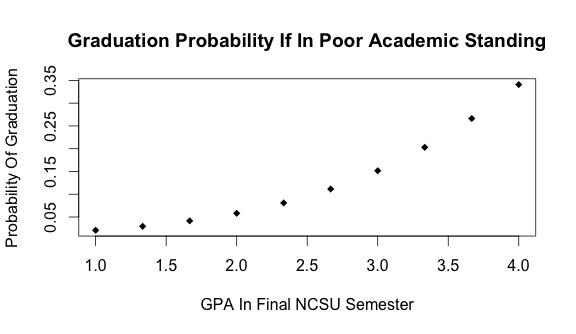 Graduation Probability If In Poor Academic Standing
Probability Of Graduation
0.35
0.25
0.15
0.05
1.0 1.5 2.0 2.5 3.0 3.5 4.0
GPA In Final NCSU Semester